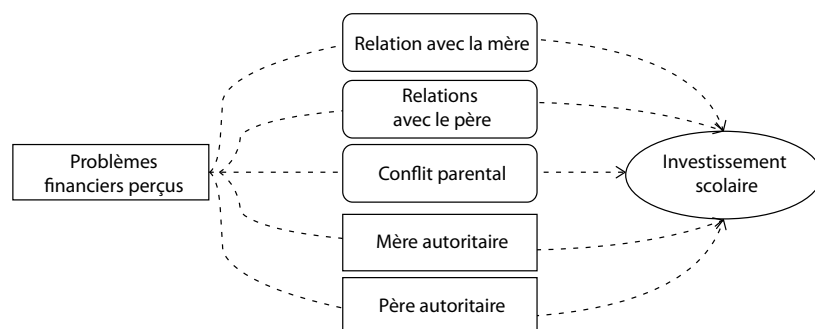 Relation avec la mère
Relations
avec le père
Problèmes
financiers perçus
Conflit parental
Investissement
scolaire
Mère autoritaire
Père autoritaire